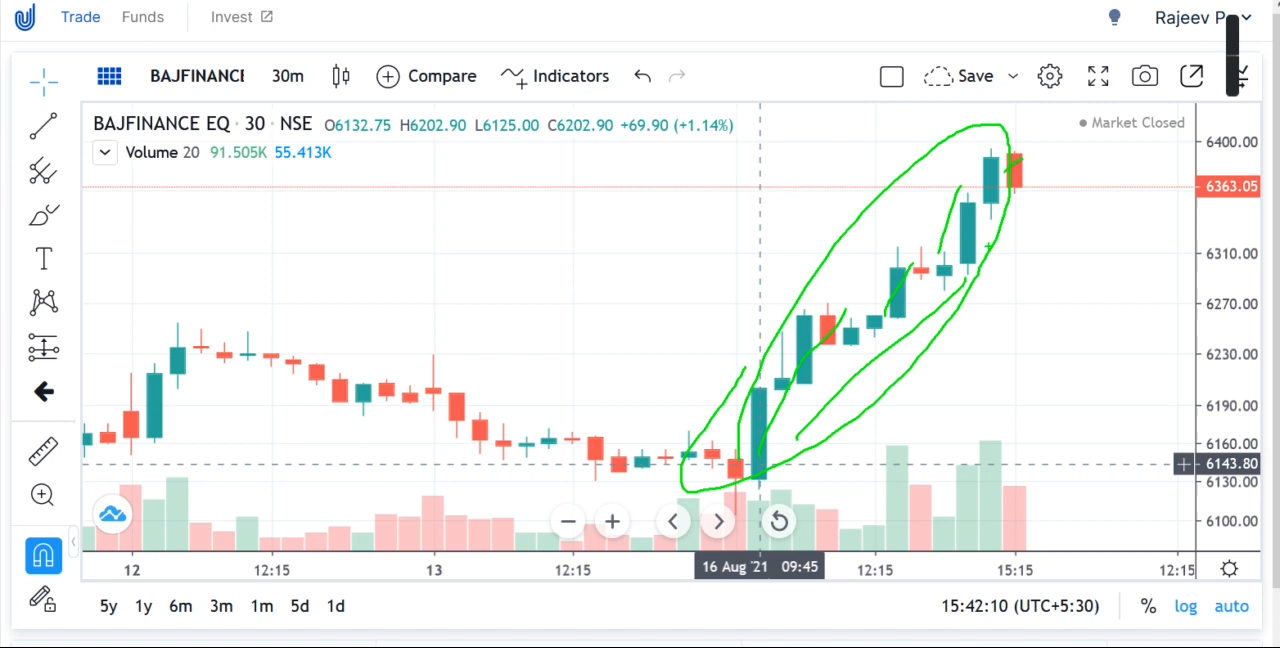 Trade Funds Invest Rajeev P
BAJFINANCE 30m Compare Indicators Save
BAJFINANCE EQ · 30 · NSE O6132.75 H6202.90 L6125.00 C6202.90 +69.90 (+1.14%)
Market Closed
Volume 20 91.505K 55.413K
6400.00
6363.05
6310.00
6270.00
6230.00
6190.00
6160.00
6143.80
6130.00
6100.00
12 12:15 13 12:15 16 Aug '21 09:45 12:15 15:15 12:15
5y 1y 6m 3m 1m 5d 1d 15:42:10 (UTC+5:30) % log auto